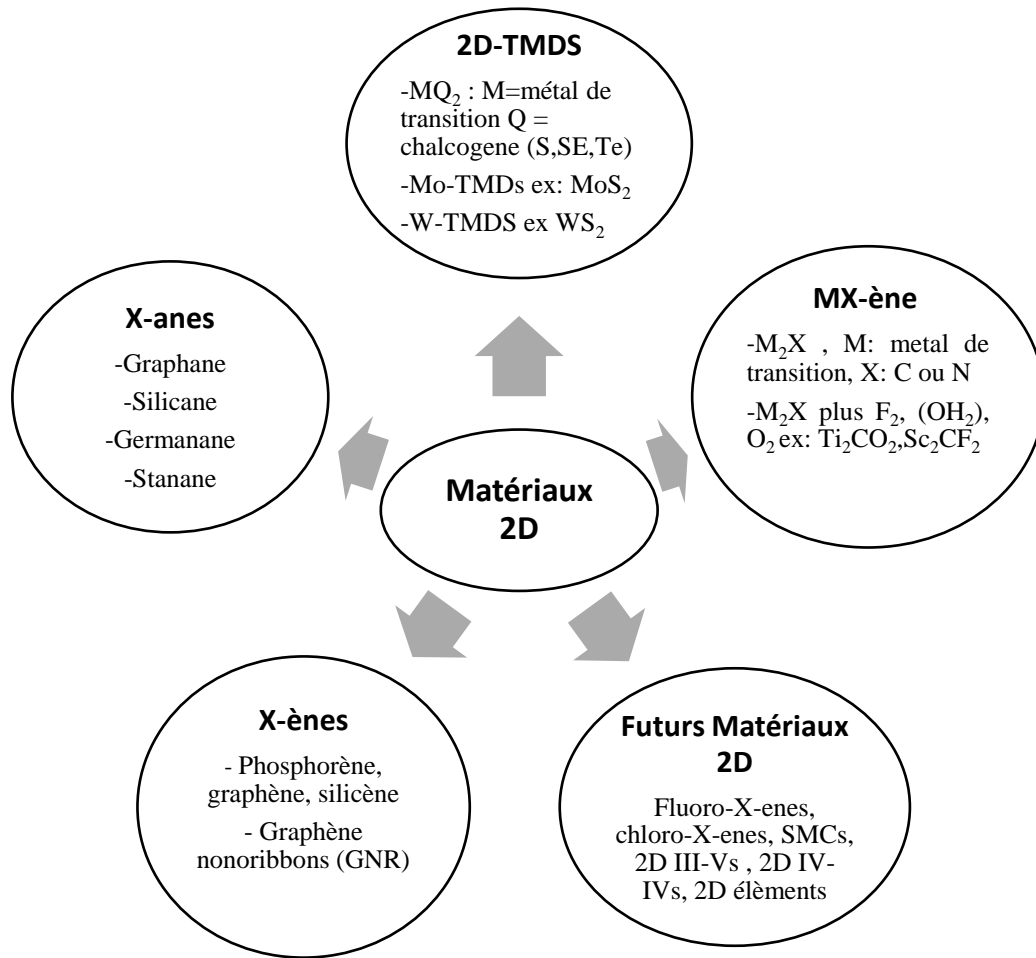 2D-TMDS
-MQ₂ : M=métal de
transition Q =
chalcogene (S,SE,Te)
-Mo-TMDs ex: MoS₂
-W-TMDS ex WS₂
X-anes
-Graphane
-Silicane
-Germanane
-Stanane
MX-ène
-M₂X , M: metal de
transition, X: C ou N
-M₂X plus F₂, (OH₂),
O₂ ex: Ti₂CO₂,Sc₂CF₂
Matériaux
2D
X-ènes
- Phosphorène,
graphène, silicène
- Graphène
nonoribbons (GNR)
Futurs Matériaux
2D
Fluoro-X-enes,
chloro-X-enes, SMCs,
2D III-Vs , 2D IV-
IVs, 2D élèments